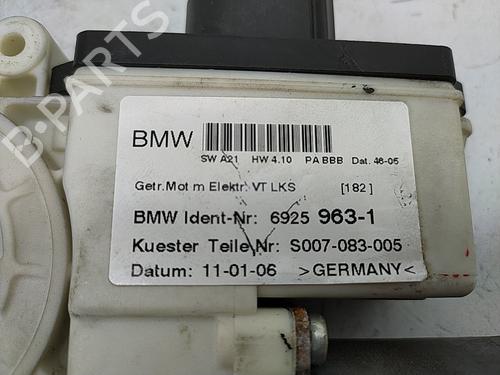 BMW
SW A21 HW 4.10 PA BBB Dat. 46-05
Getr.Mot m Elektr. VT LKS [182]
BMW Ident-Nr: 6925 963-1
Kuester Teile Nr: S007-083-005
Datum: 11-01-06 >GERMANY<
B-PARTS